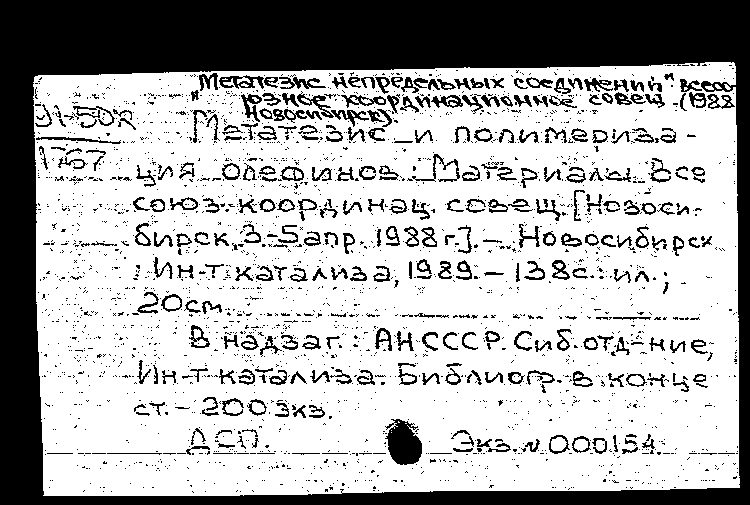 "Метатезис непредельных соединений" всесо-
юзное координационное совещ. (1988
Новосибирск).
1767
Метатезис и полимериза-
ция олефинов : Материалы Все
союз. координац. совещ. [Новоси-
бирск, 3-5 апр. 1988 г.]. – Новосибирск
: Ин-т катализа, 1989. – 138 с. : ил. ;
20 см.
В надзаг. : АН СССР. Сиб. отд-ние,
Ин-т катализа. Библиогр. в конце
ст. – 200 экз.
ДСП. Экз. № 000154.